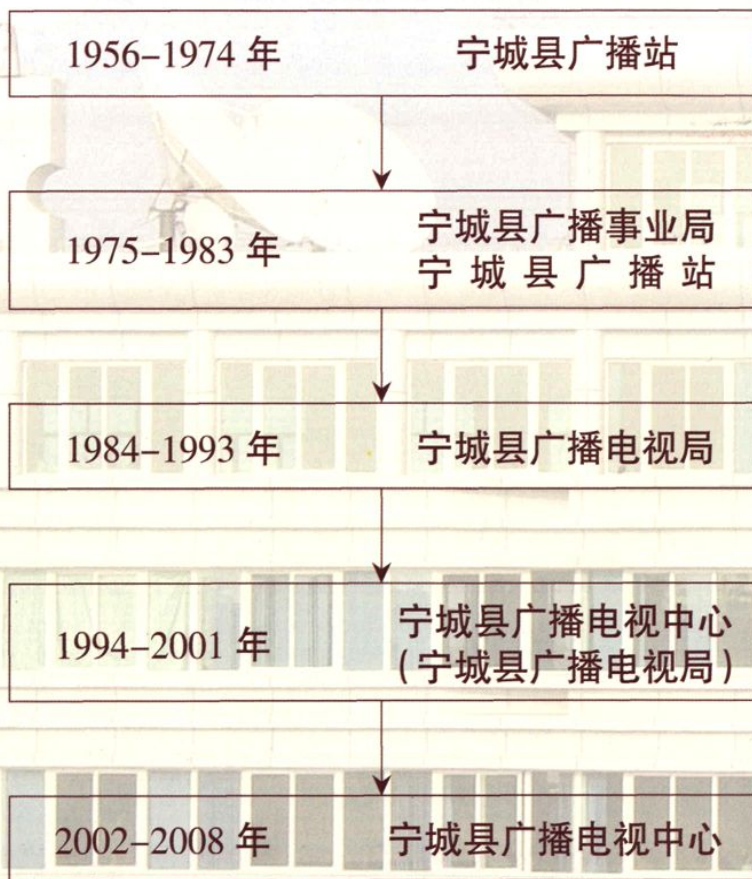 1956–1974 年 宁城县广播站
1975–1983 年 宁城县广播事业局
宁城县广播站
1984–1993 年 宁城县广播电视局
1994–2001 年 宁城县广播电视中心
(宁城县广播电视局)
2002–2008 年 宁城县广播电视中心